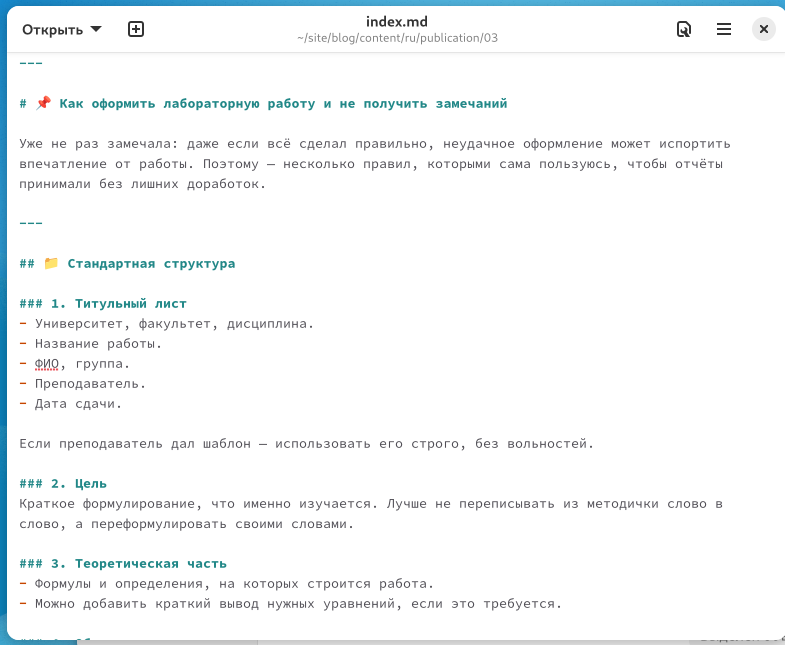 Открыть
index.md
~/site/blog/content/ru/publication/03
---
# 📌 Как оформить лабораторную работу и не получить замечаний
Уже не раз замечала: даже если всё сделал правильно, неудачное оформление может испортить
впечатление от работы. Поэтому — несколько правил, которыми сама пользуюсь, чтобы отчёты
принимали без лишних доработок.
---
## 📁 Стандартная структура
### 1. Титульный лист
- Университет, факультет, дисциплина.
- Название работы.
- ФИО, группа.
- Преподаватель.
- Дата сдачи.
Если преподаватель дал шаблон — использовать его строго, без вольностей.
### 2. Цель
Краткое формулирование, что именно изучается. Лучше не переписывать из методички слово в
слово, а переформулировать своими словами.
### 3. Теоретическая часть
- Формулы и определения, на которых строится работа.
- Можно добавить краткий вывод нужных уравнений, если это требуется.